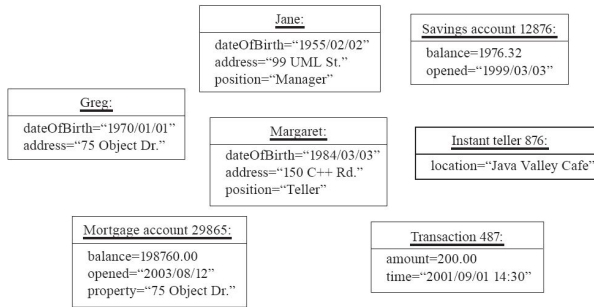 Jane:
dateOfBirth=“1955/02/02”
address=“99 UML St.”
position=“Manager”
Savings account 12876:
balance=1976.32
opened=“1999/03/03”
Greg:
dateOfBirth=“1970/01/01”
address=“75 Object Dr.”
Margaret:
dateOfBirth=“1984/03/03”
address=“150 C++ Rd.”
position=“Teller”
Instant teller 876:
location=“Java Valley Cafe”
Mortgage account 29865:
balance=198760.00
opened=“2003/08/12”
property=“75 Object Dr.”
Transaction 487:
amount=200.00
time=“2001/09/01 14:30”